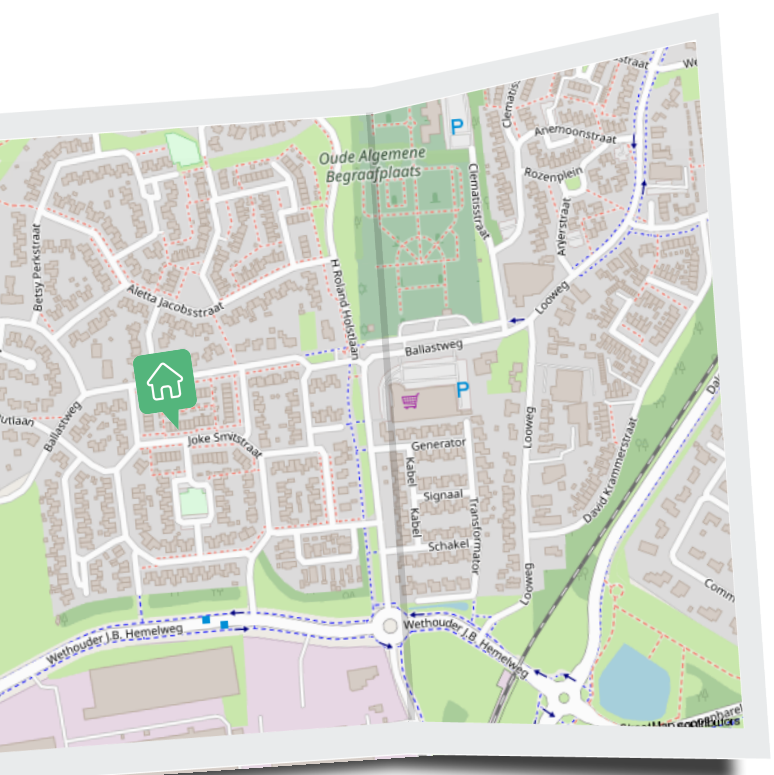 Clematis
Anemoonstraat
Rozenplein
P
Oude Algemene
Begraafplaats
Clematisstraat
Anjerstraat
Betsy Perkstraat
Aletta Jacobsstraat
H Roland Holstlaan
Looweg
Ballastweg
P
Ballastweg
Joke Smitstraat
Looweg
Generator
Kabel
Signaal
Kabel
Transformator
Schakel
David Krammerstraat
Looweg
Wethouder J.B. Hemelweg
Wethouder J.B. Hemelweg